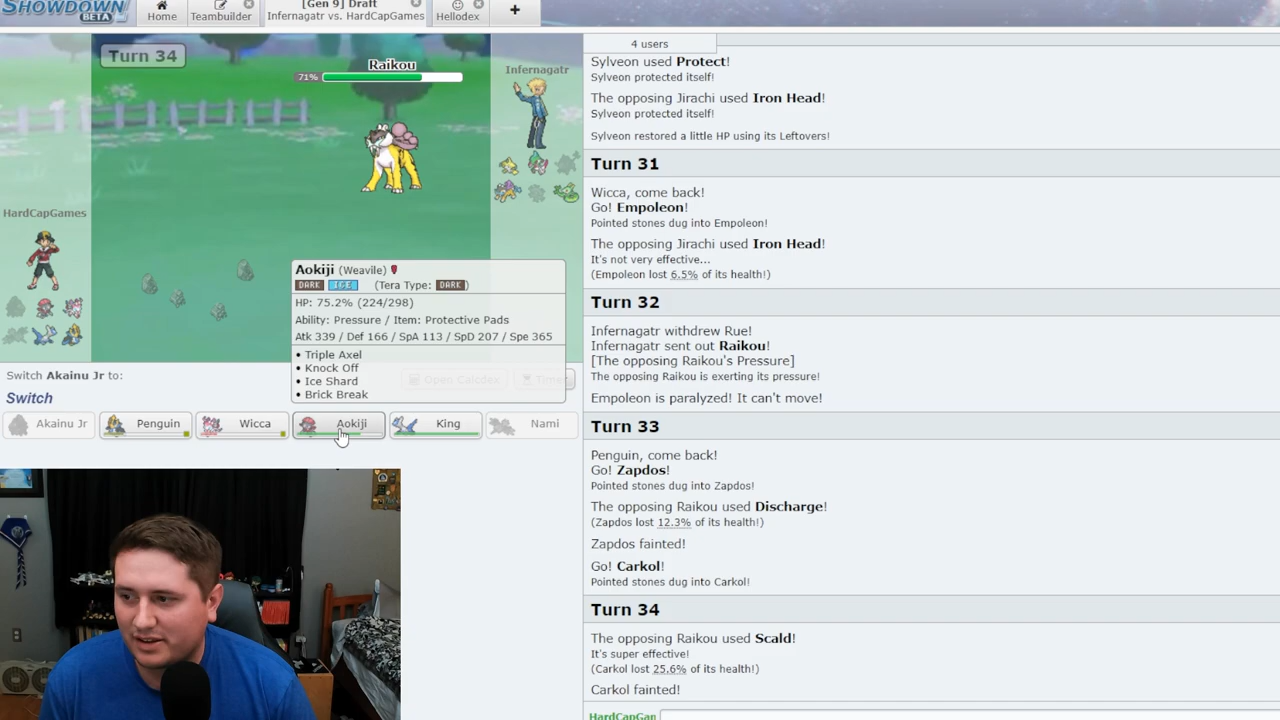 SHOWDOWN
BETA
Home
Teambuilder
[Gen 9] Draft
Infernagatr vs. HardCapGames
Hellodex
+
Turn 34
Raikou
71%
Infernagatr
HardCapGames
Aokiji (Weavile)
DARK ICE (Tera Type: DARK)
HP: 75.2% (224/298)
Ability: Pressure / Item: Protective Pads
Atk 339 / Def 166 / SpA 113 / SpD 207 / Spe 365
• Triple Axel
• Knock Off
• Ice Shard
• Brick Break
Open Calcdex
Timer
Switch Akainu Jr to:
Switch
Akainu Jr
Penguin
Wicca
Aokiji
King
Nami
4 users
Sylveon used Protect!
Sylveon protected itself!
The opposing Jirachi used Iron Head!
Sylveon protected itself!
Sylveon restored a little HP using its Leftovers!
Turn 31
Wicca, come back!
Go! Empoleon!
Pointed stones dug into Empoleon!
The opposing Jirachi used Iron Head!
It's not very effective...
(Empoleon lost 6.5% of its health!)
Turn 32
Infernagatr withdrew Rue!
Infernagatr sent out Raikou!
[The opposing Raikou's Pressure]
The opposing Raikou is exerting its pressure!
Empoleon is paralyzed! It can't move!
Turn 33
Penguin, come back!
Go! Zapdos!
Pointed stones dug into Zapdos!
The opposing Raikou used Discharge!
(Zapdos lost 12.3% of its health!)
Zapdos fainted!
Go! Carkol!
Pointed stones dug into Carkol!
Turn 34
The opposing Raikou used Scald!
It's super effective!
(Carkol lost 25.6% of its health!)
Carkol fainted!
HardCapGan